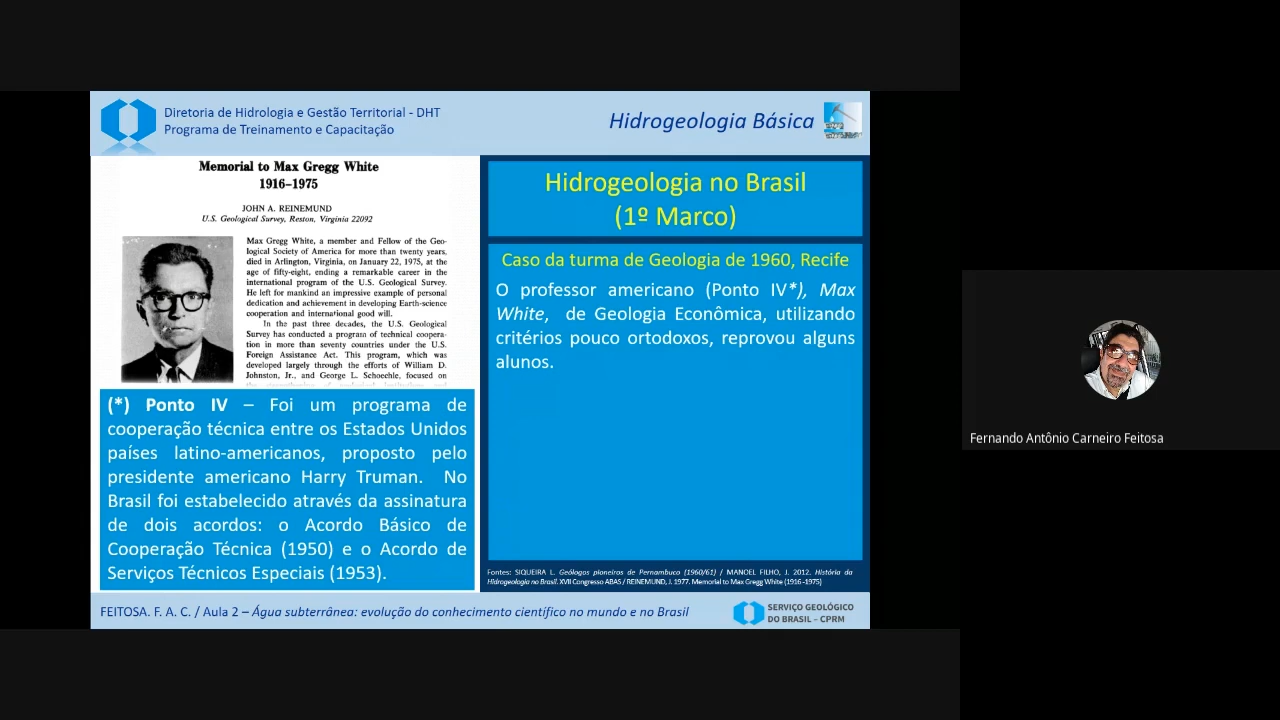 Diretoria de Hidrologia e Gestão Territorial - DHT
Programa de Treinamento e Capacitação
Hidrogeologia Básica
Memorial to Max Gregg White
1916–1975
JOHN A. REINEMUND
U.S. Geological Survey, Reston, Virginia 22092
Max Gregg White, a member and Fellow of the Geo-
logical Society of America for more than twenty years,
died in Arlington, Virginia, on January 22, 1975, at the
age of fifty-eight, ending a remarkable career in the
international program of the U.S. Geological Survey.
He left for mankind an impressive example of personal
dedication and achievement in developing Earth-science
cooperation and international good will.
In the past three decades, the U.S. Geological
Survey has conducted a program of technical coopera-
tion in more than seventy countries under the U.S.
Foreign Assistance Act. This program, which was
developed largely through the efforts of William D.
Johnston, Jr., and George L. Schoechle, focused on
(*) Ponto IV – Foi um programa de
cooperação técnica entre os Estados Unidos
países latino-americanos, proposto pelo
presidente americano Harry Truman. No
Brasil foi estabelecido através da assinatura
de dois acordos: o Acordo Básico de
Cooperação Técnica (1950) e o Acordo de
Serviços Técnicos Especiais (1953).
Hidrogeologia no Brasil
(1º Marco)
Caso da turma de Geologia de 1960, Recife
O professor americano (Ponto IV*), Max
White, de Geologia Econômica, utilizando
critérios pouco ortodoxos, reprovou alguns
alunos.
Fontes: SIQUEIRA L. Geólogos pioneiros de Pernambuco (1960/61) / MANOEL FILHO, J. 2012. História da
Hidrogeologia no Brasil. XVII Congresso ABAS / REINEMUND, J. 1977. Memorial to Max Gregg White (1916 -1975)
FEITOSA. F. A. C. / Aula 2 – Água subterrânea: evolução do conhecimento científico no mundo e no Brasil
SERVIÇO GEOLÓGICO
DO BRASIL – CPRM
Fernando Antônio Carneiro Feitosa